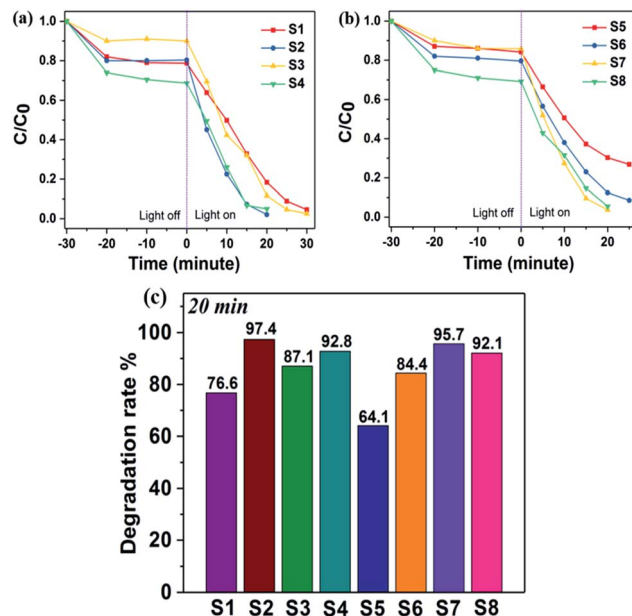 (a)
S1
S2
S3
S4
C/C0
1.0
0.8
0.6
0.4
0.2
0.0
Light off
Light on
-30
-20
-10
0
10
20
30
Time (minute)
(b)
S5
S6
S7
S8
C/C0
1.0
0.8
0.6
0.4
0.2
0.0
Light off
Light on
-30
-20
-10
0
10
20
Time (minute)
(c)
20 min
Degradation rate %
100
80
60
40
20
0
76.6
97.4
87.1
92.8
64.1
84.4
95.7
92.1
S1 S2 S3 S4 S5 S6 S7 S8